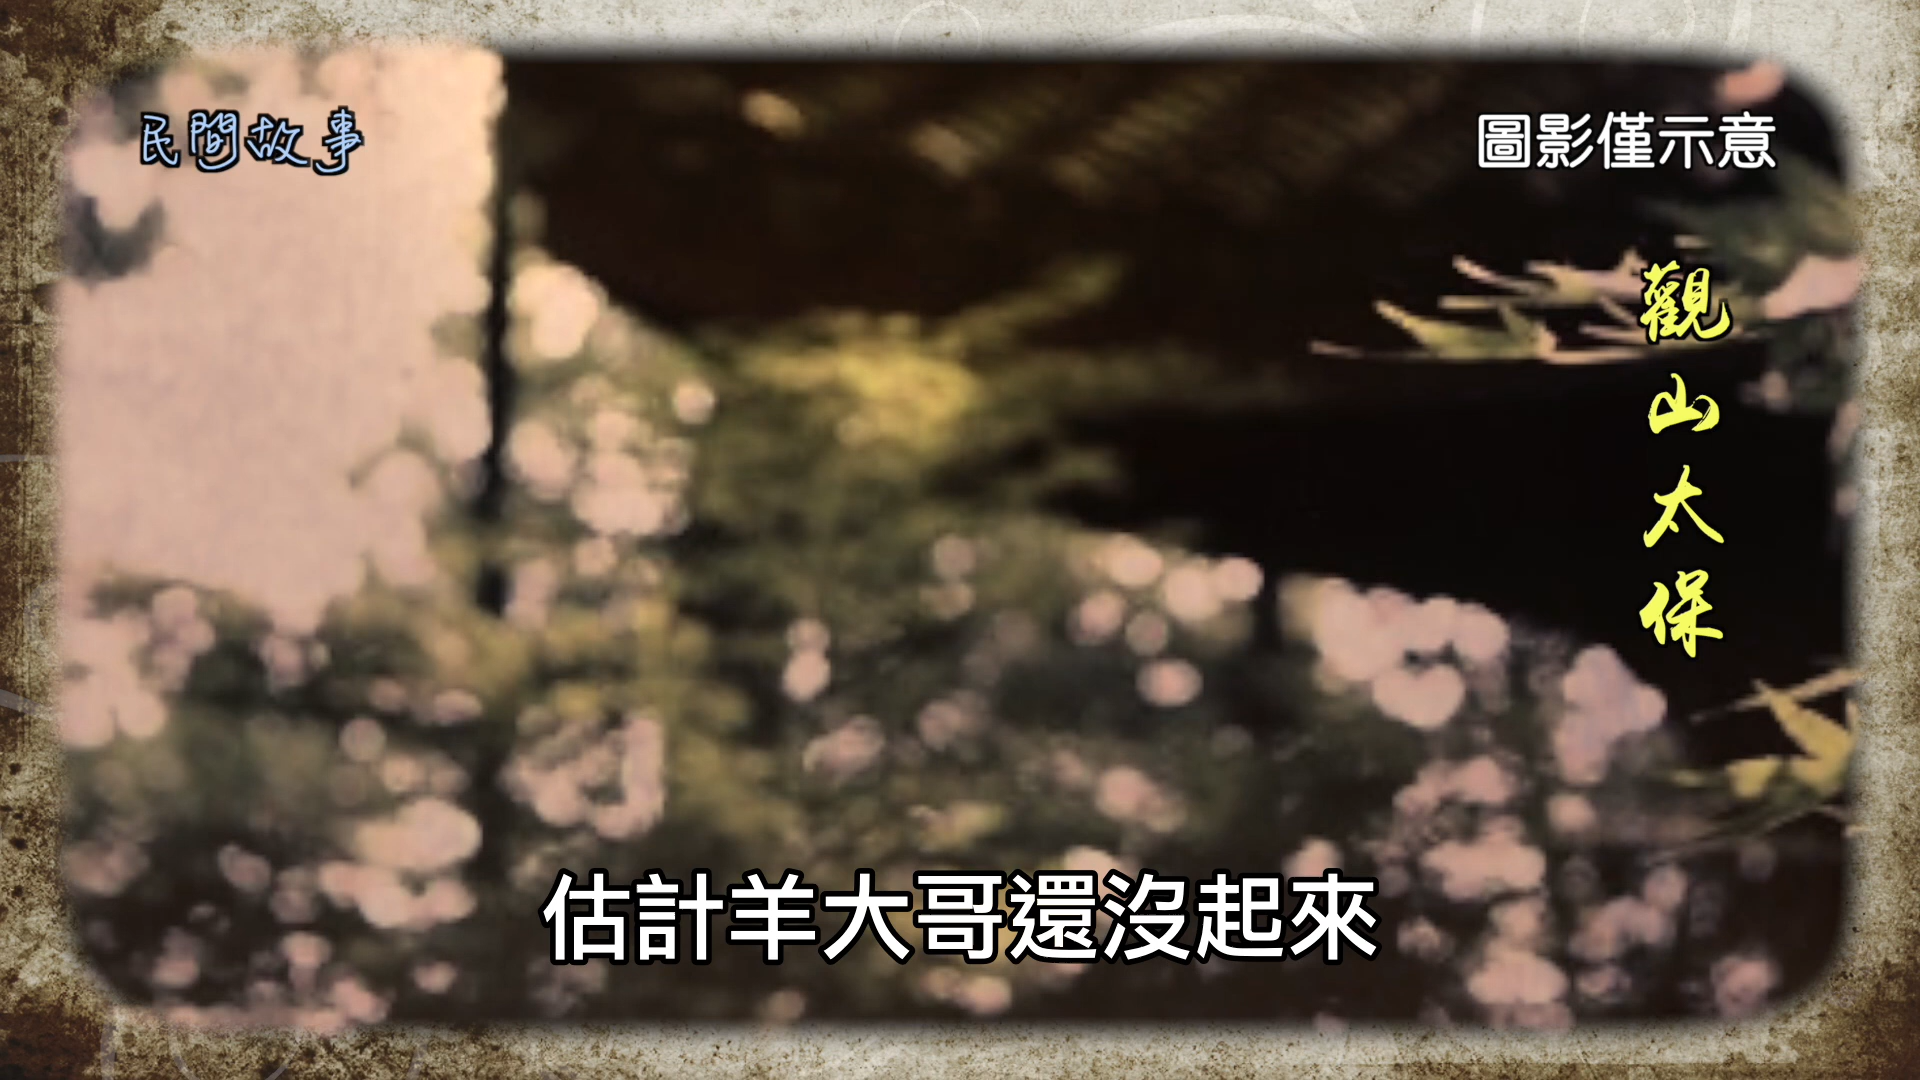 民間故事
圖影僅示意
觀山太保
估計羊大哥還沒起來